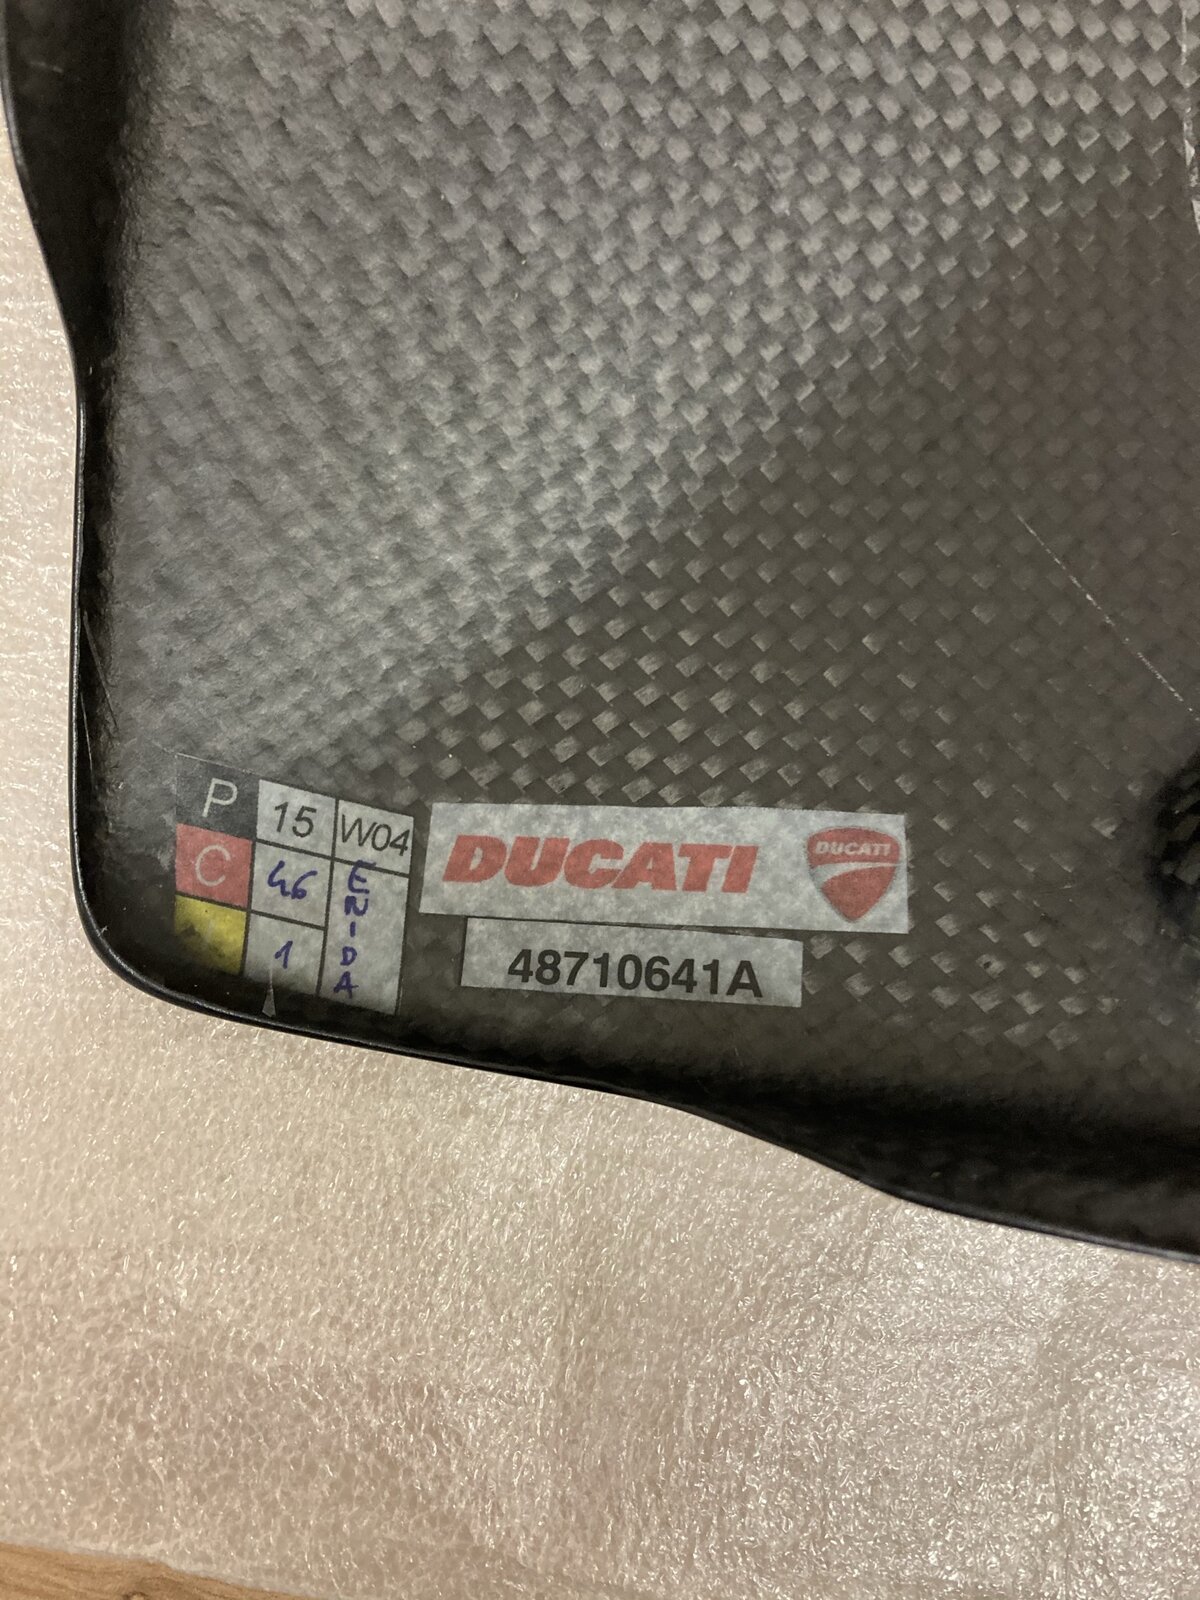 P 15 W04
C 46 ENIDA
1
DUCATI DUCATI
48710641A